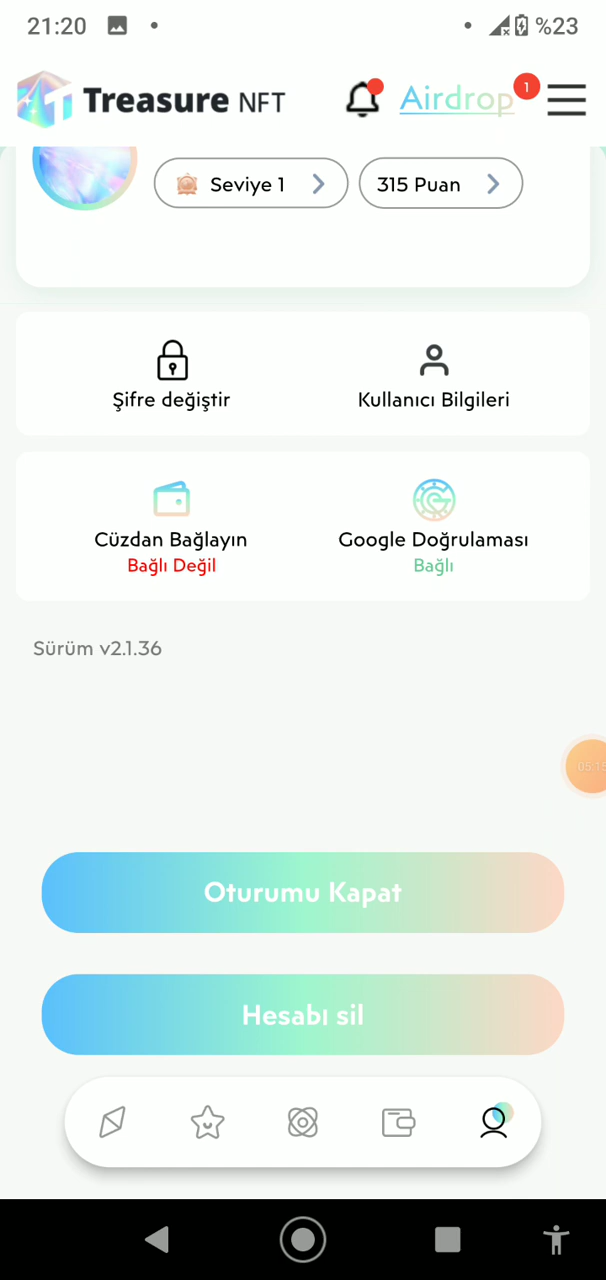 21:20 %23
Treasure NFT Airdrop 1
Seviye 1 315 Puan
Şifre değiştir Kullanıcı Bilgileri
Cüzdan Bağlayın Google Doğrulaması
Bağlı Değil Bağlı
Sürüm v2.1.36
Oturumu Kapat
Hesabı sil